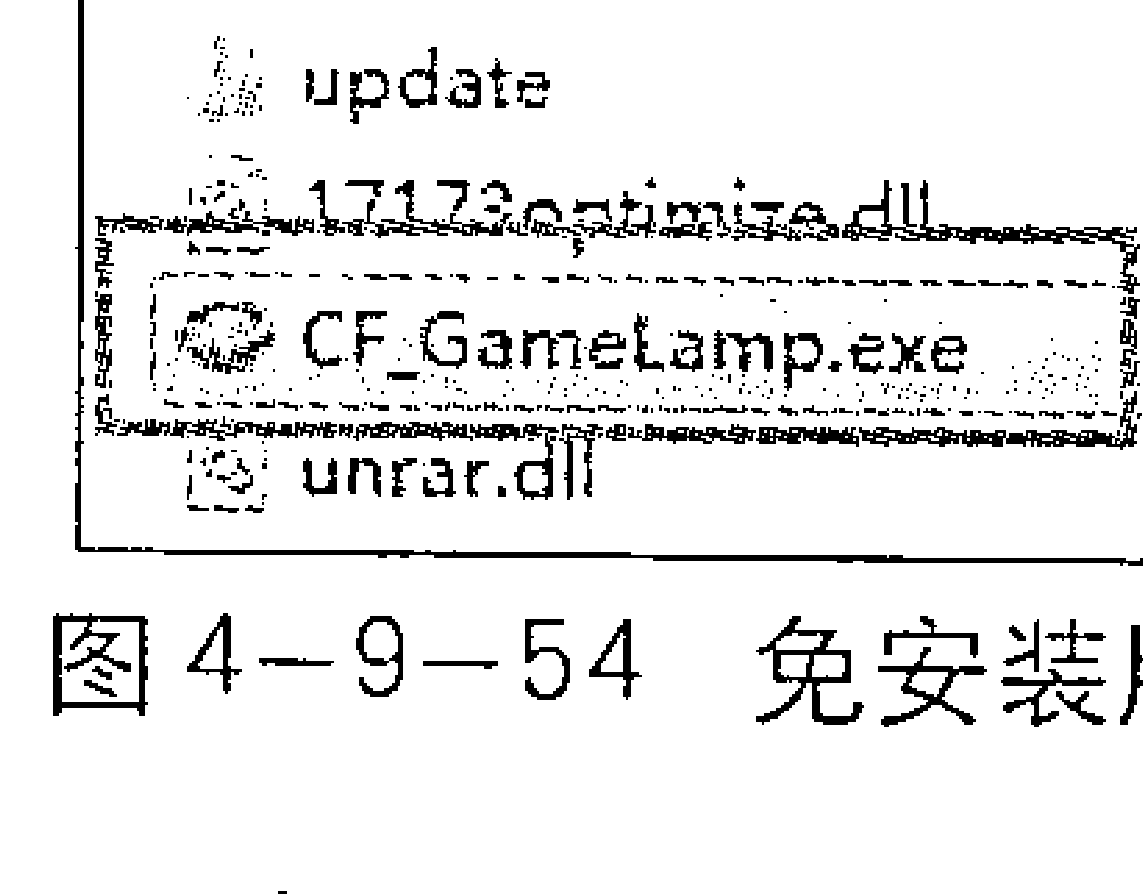 update
17173optimize.dll
CF_GameLamp.exe
unrar.dll
图 4-9-54 免安装